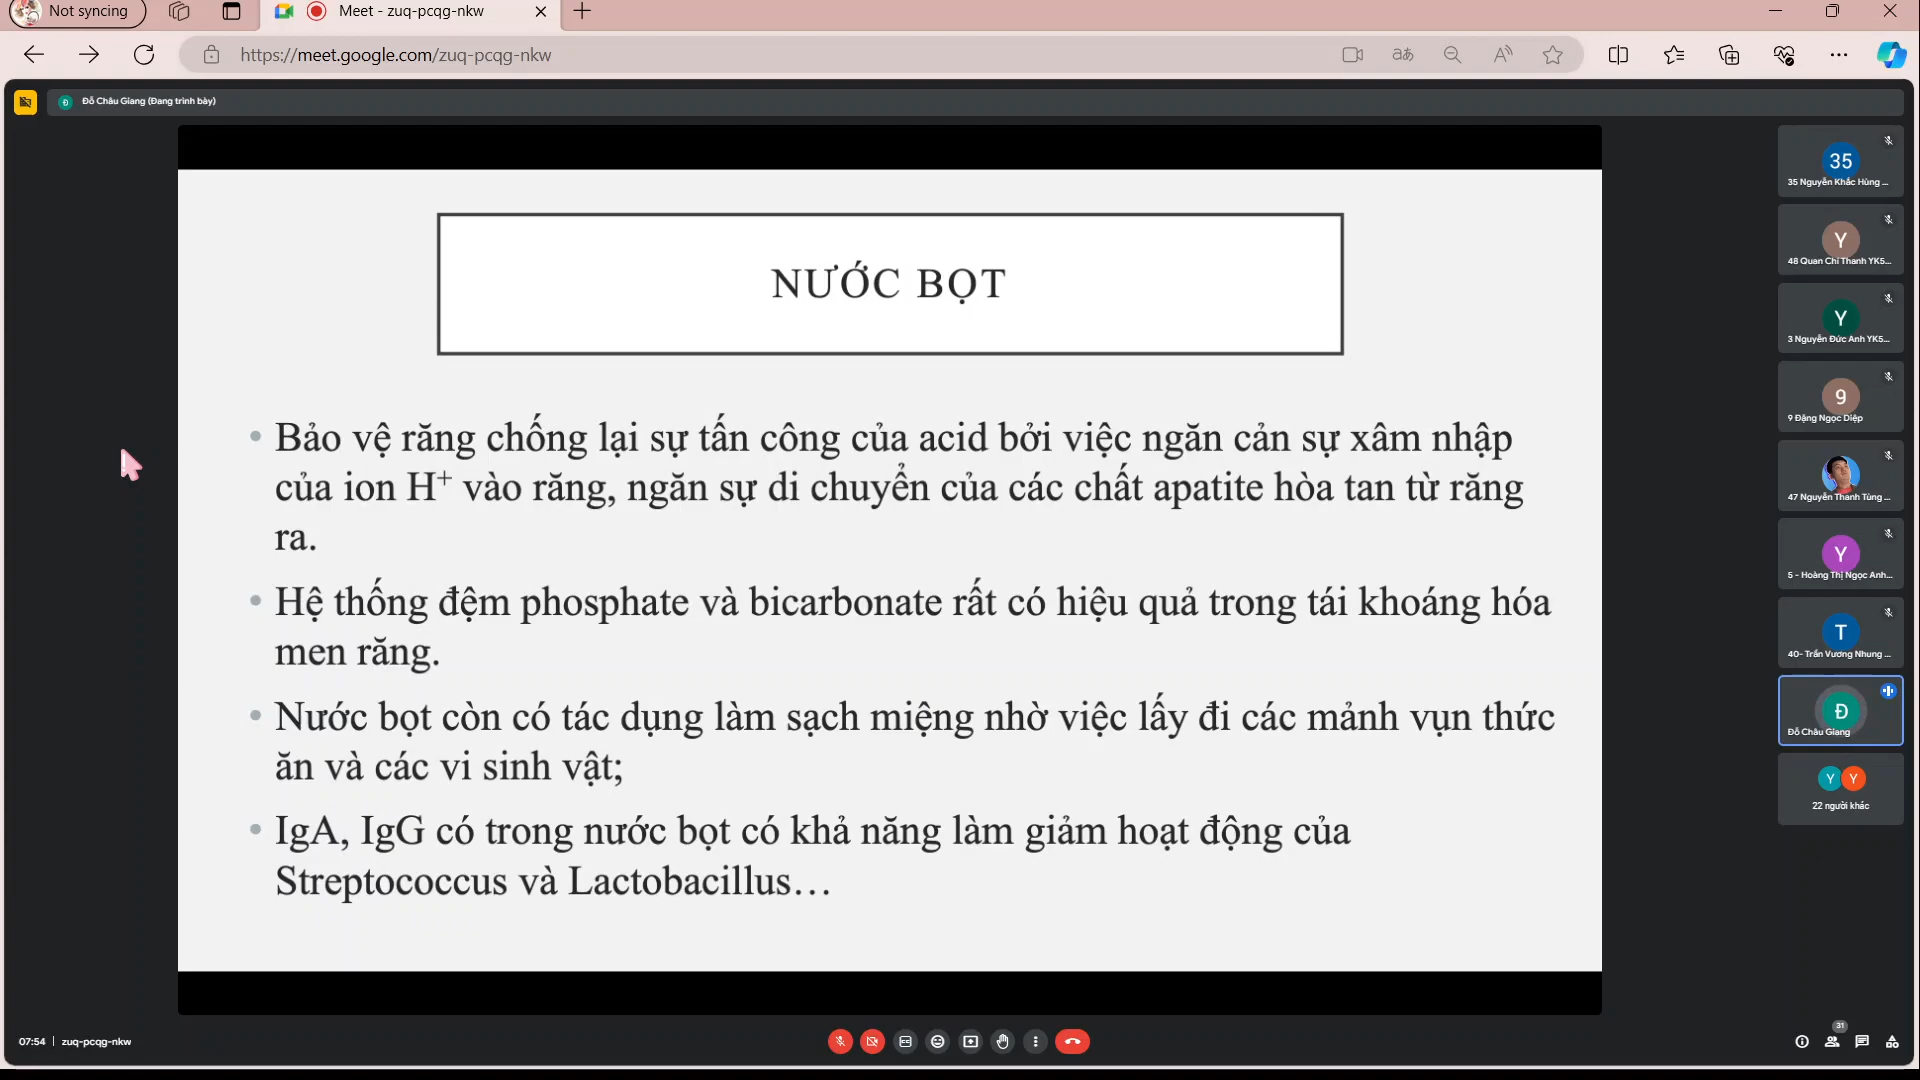 Not syncing
Meet - zuq-pcqg-nkw
https://meet.google.com/zuq-pcqg-nkw
Đỗ Châu Giang (Đang trình bày)
NƯỚC BỌT
• Bảo vệ răng chống lại sự tấn công của acid bởi việc ngăn cản sự xâm nhập
của ion H⁺ vào răng, ngăn sự di chuyển của các chất apatite hòa tan từ răng
ra.
• Hệ thống đệm phosphate và bicarbonate rất có hiệu quả trong tái khoáng hóa
men răng.
• Nước bọt còn có tác dụng làm sạch miệng nhờ việc lấy đi các mảnh vụn thức
ăn và các vi sinh vật;
• IgA, IgG có trong nước bọt có khả năng làm giảm hoạt động của
Streptococcus và Lactobacillus…
35
35 Nguyễn Khắc Hùng ...
Y
48 Quan Chí Thanh YK5...
Y
3 Nguyễn Đức Anh YK5...
9
9 Đặng Ngọc Diệp
47 Nguyễn Thanh Tùng ...
Y
5 - Hoàng Thị Ngọc Anh...
T
40- Trần Vương Nhung ...
Đ
Đỗ Châu Giang
Y Y
22 người khác
07:54 | zuq-pcqg-nkw
31